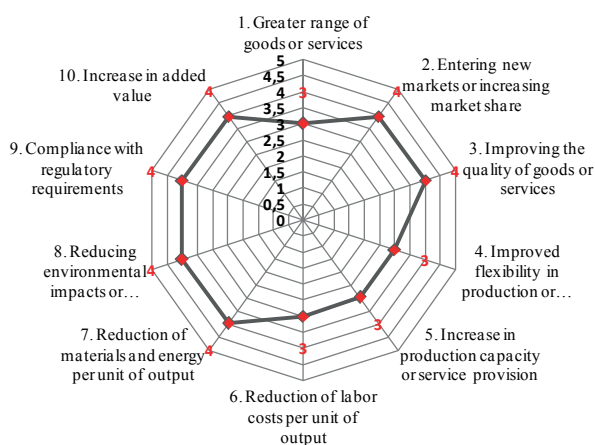 1. Greater range of
goods or services
2. Entering new
markets or increasing
market share
3. Improving the
quality of goods or
services
4. Improved
flexibility in
production or…
5. Increase in
production capacity
or service provision
6. Reduction of labor
costs per unit of
output
7. Reduction of
materials and energy
per unit of output
8. Reducing
environmental
impacts or…
9. Compliance with
regulatory
requirements
10. Increase in added
value
5
4,5
4
3,5
3
2,5
2
1,5
1
0,5
0
3
4
4
3
3
3
4
4
4
4